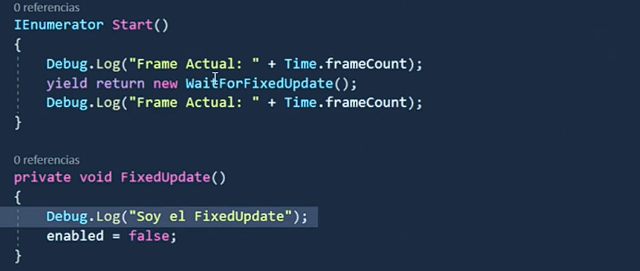 0 referencias
IEnumerator Start()
{
Debug.Log("Frame Actual: " + Time.frameCount);
yield return new WaitForFixedUpdate();
Debug.Log("Frame Actual: " + Time.frameCount);
}
0 referencias
private void FixedUpdate()
{
Debug.Log("Soy el FixedUpdate");
enabled = false;
}